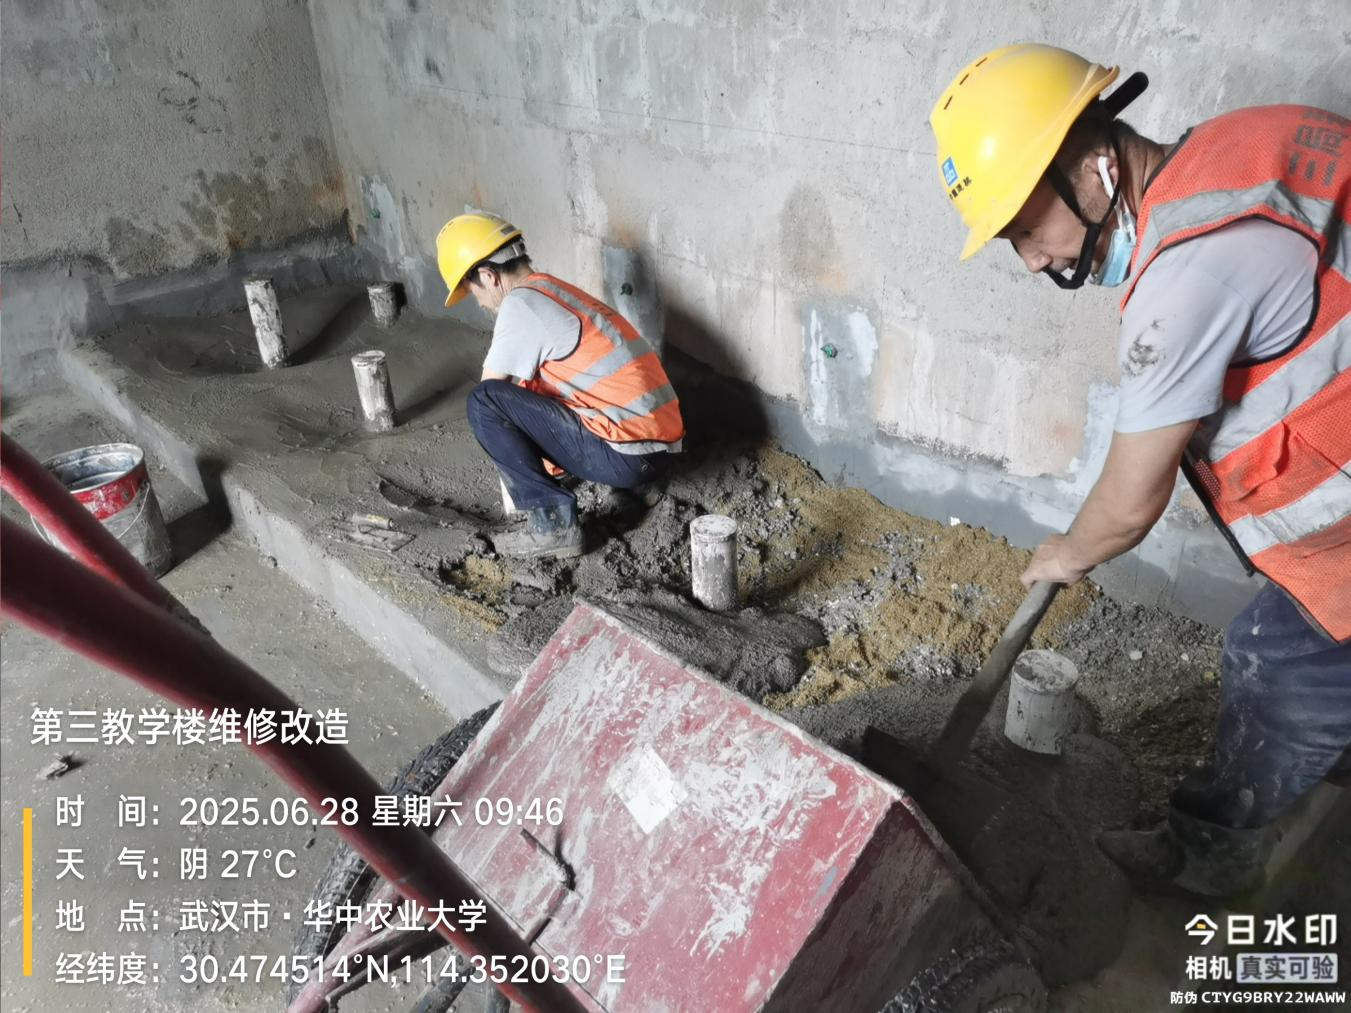 第三教学楼维修改造
时 间：2025.06.28 星期六 09:46
天 气：阴 27°C
地 点：武汉市·华中农业大学
经纬度：30.474514°N,114.352030°E
今日水印
相机 真实可验
防伪 CTYG9BRY22WAWW